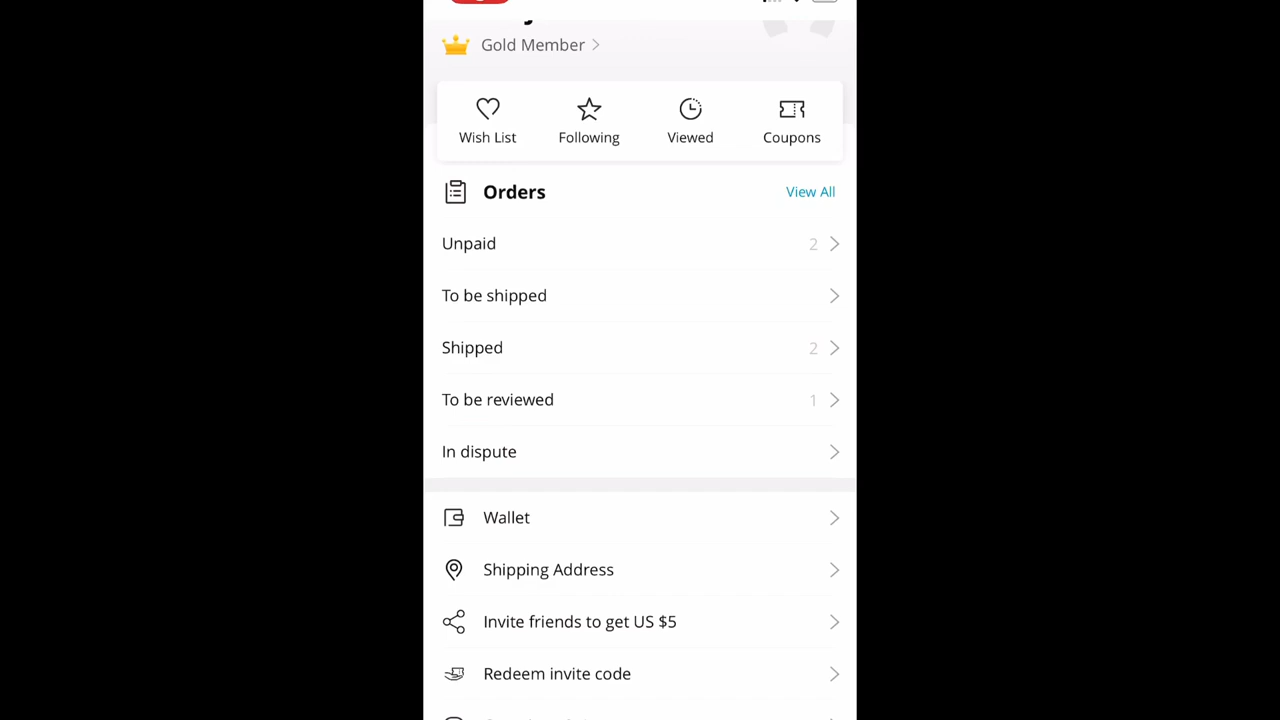 Gold Member
Wish List
Following
Viewed
Coupons
Orders
View All
Unpaid
2
To be shipped
Shipped
2
To be reviewed
1
In dispute
Wallet
Shipping Address
Invite friends to get US $5
Redeem invite code